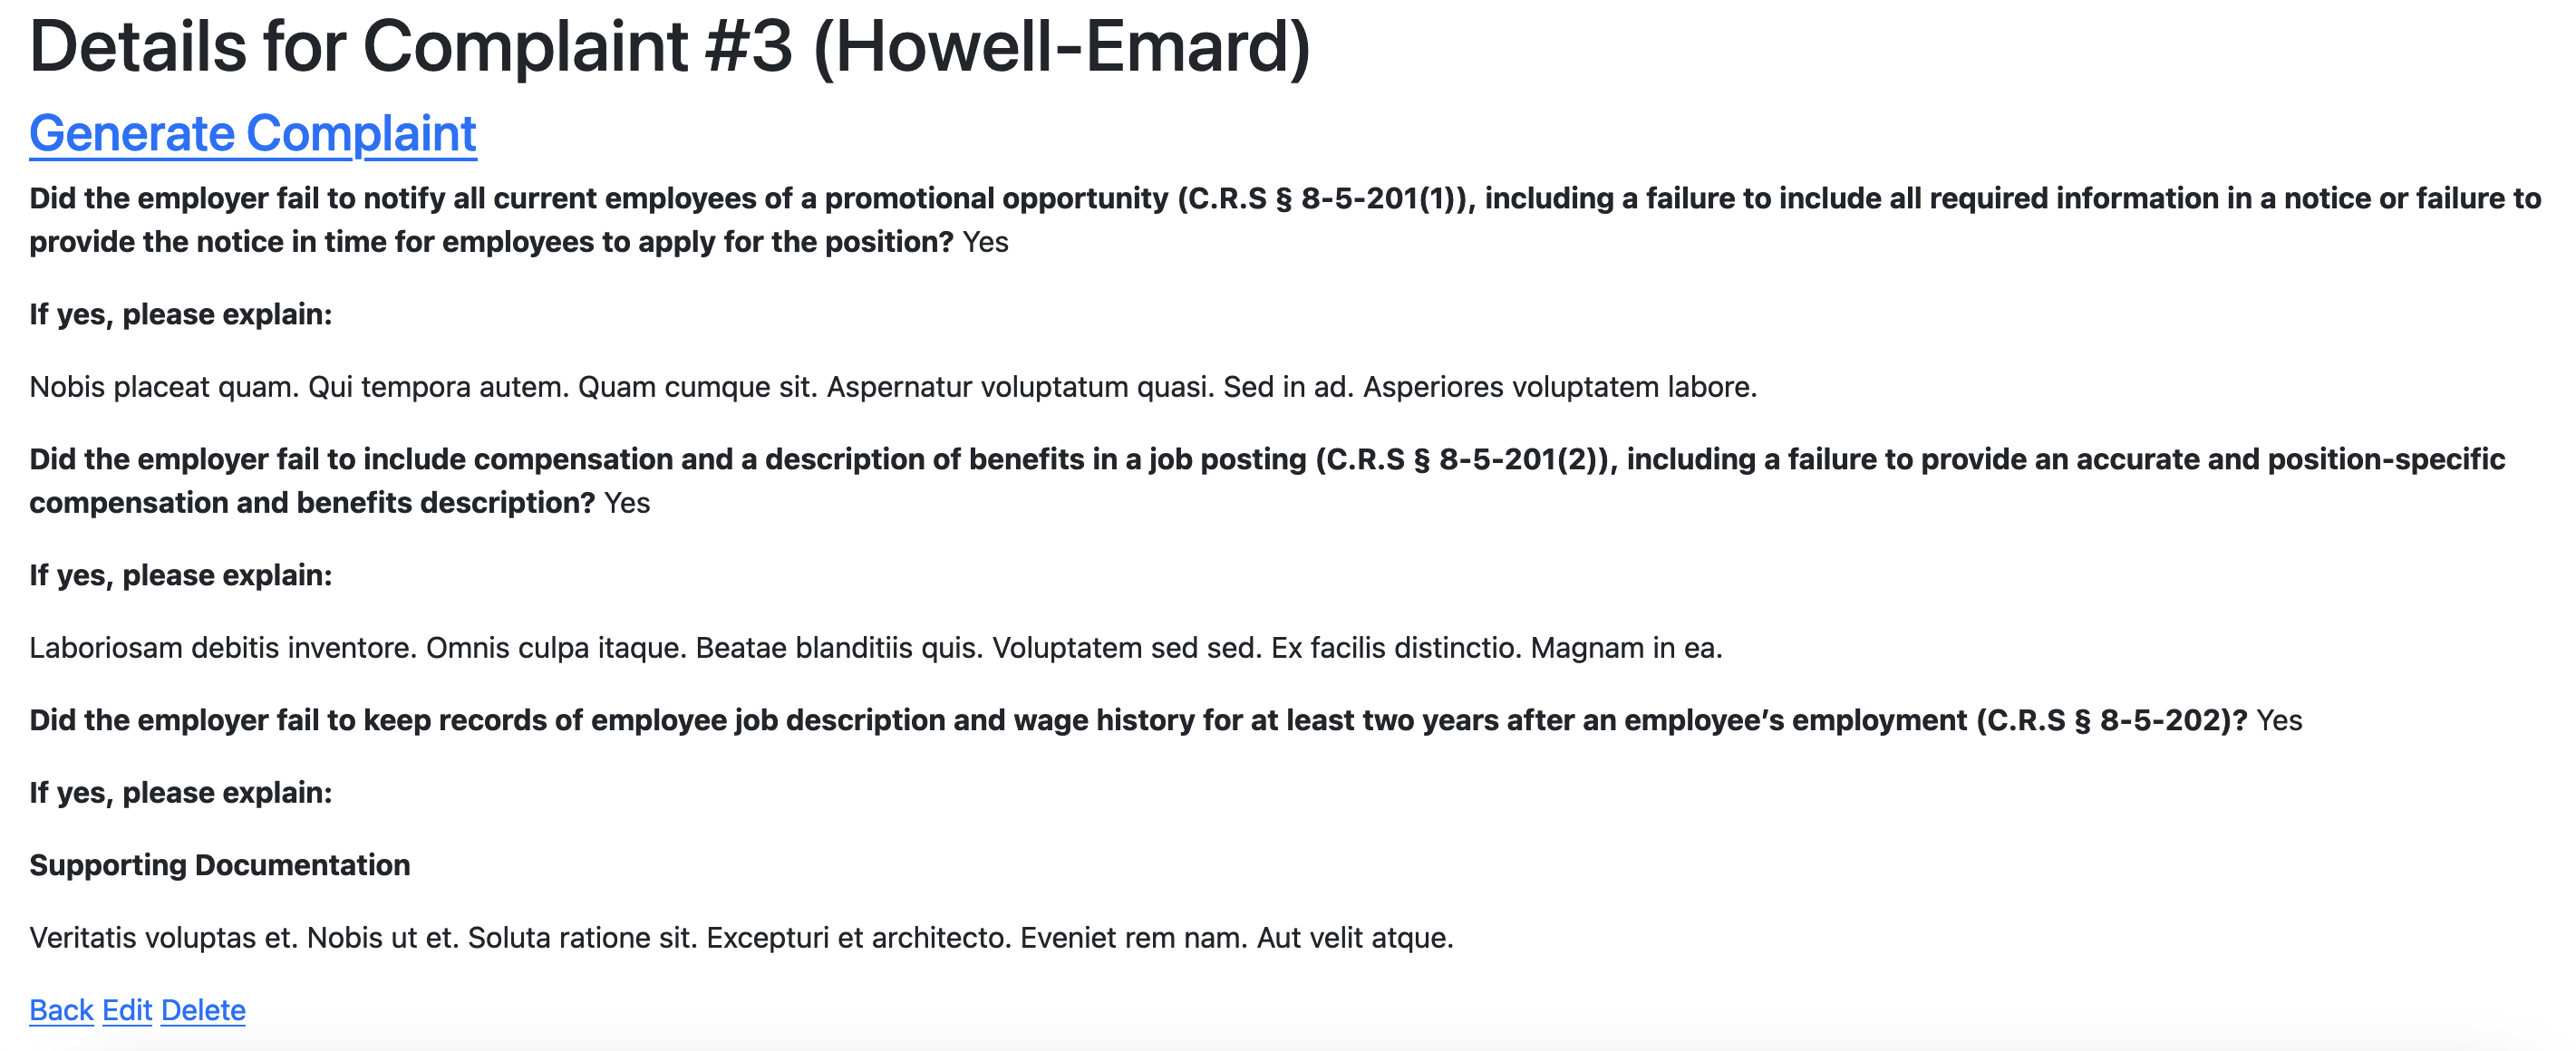 Details for Complaint #3 (Howell-Emard)
Generate Complaint
Did the employer fail to notify all current employees of a promotional opportunity (C.R.S § 8-5-201(1)), including a failure to include all required information in a notice or failure to
provide the notice in time for employees to apply for the position? Yes
If yes, please explain:
Nobis placeat quam. Qui tempora autem. Quam cumque sit. Aspernatur voluptatum quasi. Sed in ad. Asperiores voluptatem labore.
Did the employer fail to include compensation and a description of benefits in a job posting (C.R.S § 8-5-201(2)), including a failure to provide an accurate and position-specific
compensation and benefits description? Yes
If yes, please explain:
Laboriosam debitis inventore. Omnis culpa itaque. Beatae blanditiis quis. Voluptatem sed sed. Ex facilis distinctio. Magnam in ea.
Did the employer fail to keep records of employee job description and wage history for at least two years after an employee’s employment (C.R.S § 8-5-202)? Yes
If yes, please explain:
Supporting Documentation
Veritatis voluptas et. Nobis ut et. Soluta ratione sit. Excepturi et architecto. Eveniet rem nam. Aut velit atque.
Back Edit Delete